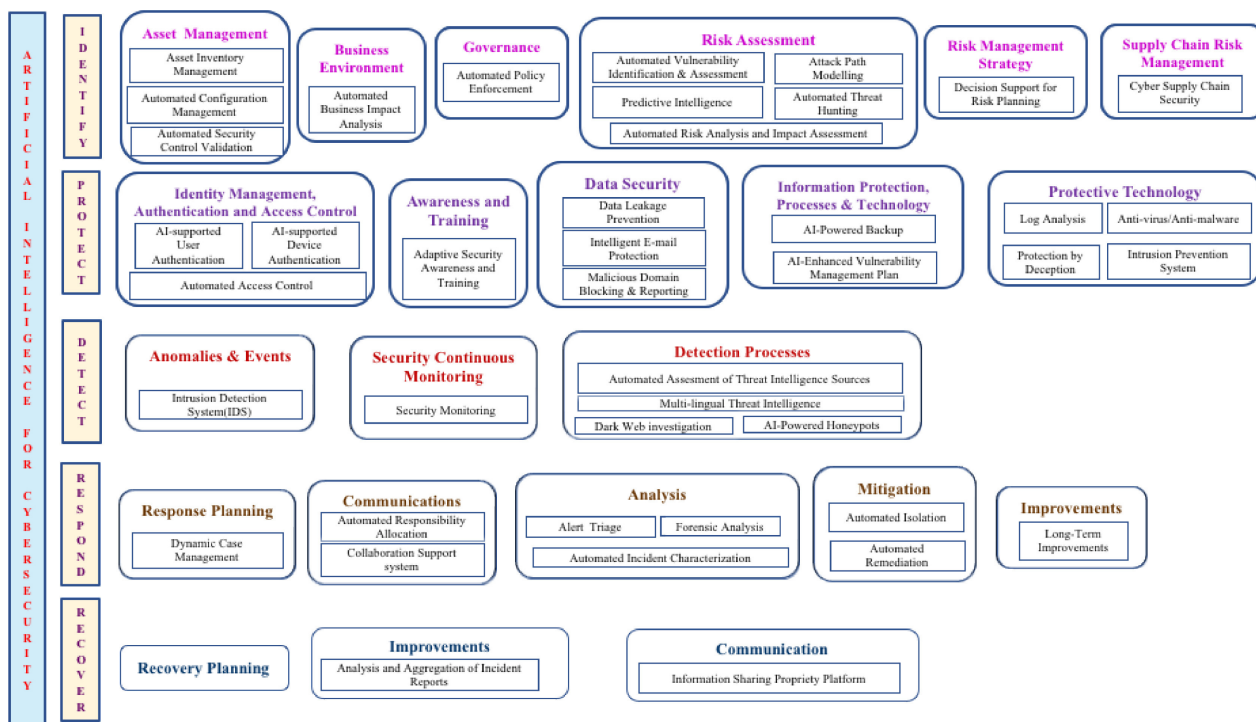 ARTIFICIAL INTELLIGENCE FOR CYBERSECURITY
IDENTIFY
Asset Management
Asset Inventory
Management
Automated Configuration
Management
Automated Security
Control Validation
Business
Environment
Automated
Business Impact
Analysis
Governance
Automated Policy
Enforcement
Risk Assessment
Automated Vulnerability
Identification & Assessment
Attack Path
Modelling
Predictive Intelligence
Automated Threat
Hunting
Automated Risk Analysis and Impact Assessment
Risk Management
Strategy
Decision Support for
Risk Planning
Supply Chain Risk
Management
Cyber Supply Chain
Security
PROTECT
Identity Management,
Authentication and Access Control
AI-supported
User
Authentication
AI-supported
Device
Authentication
Automated Access Control
Awareness and
Training
Adaptive Security
Awareness and
Training
Data Security
Data Leakage
Prevention
Intelligent E-mail
Protection
Malicious Domain
Blocking & Reporting
Information Protection,
Processes & Technology
AI-Powered Backup
AI-Enhanced Vulnerability
Management Plan
Protective Technology
Log Analysis
Anti-virus/Anti-malware
Protection by
Deception
Intrusion Prevention
System
DETECT
Anomalies & Events
Intrusion Detection
System(IDS)
Security Continuous
Monitoring
Security Monitoring
Detection Processes
Automated Assesment of Threat Intelligence Sources
Multi-lingual Threat Intelligence
Dark Web investigation
AI-Powered Honeypots
RESPOND
Response Planning
Dynamic Case
Management
Communications
Automated Responsibility
Allocation
Collaboration Support
system
Analysis
Alert Triage
Forensic Analysis
Automated Incident Characterization
Mitigation
Automated Isolation
Automated
Remediation
Improvements
Long-Term
Improvements
RECOVER
Recovery Planning
Improvements
Analysis and Aggregation of Incident
Reports
Communication
Information Sharing Propriety Platform